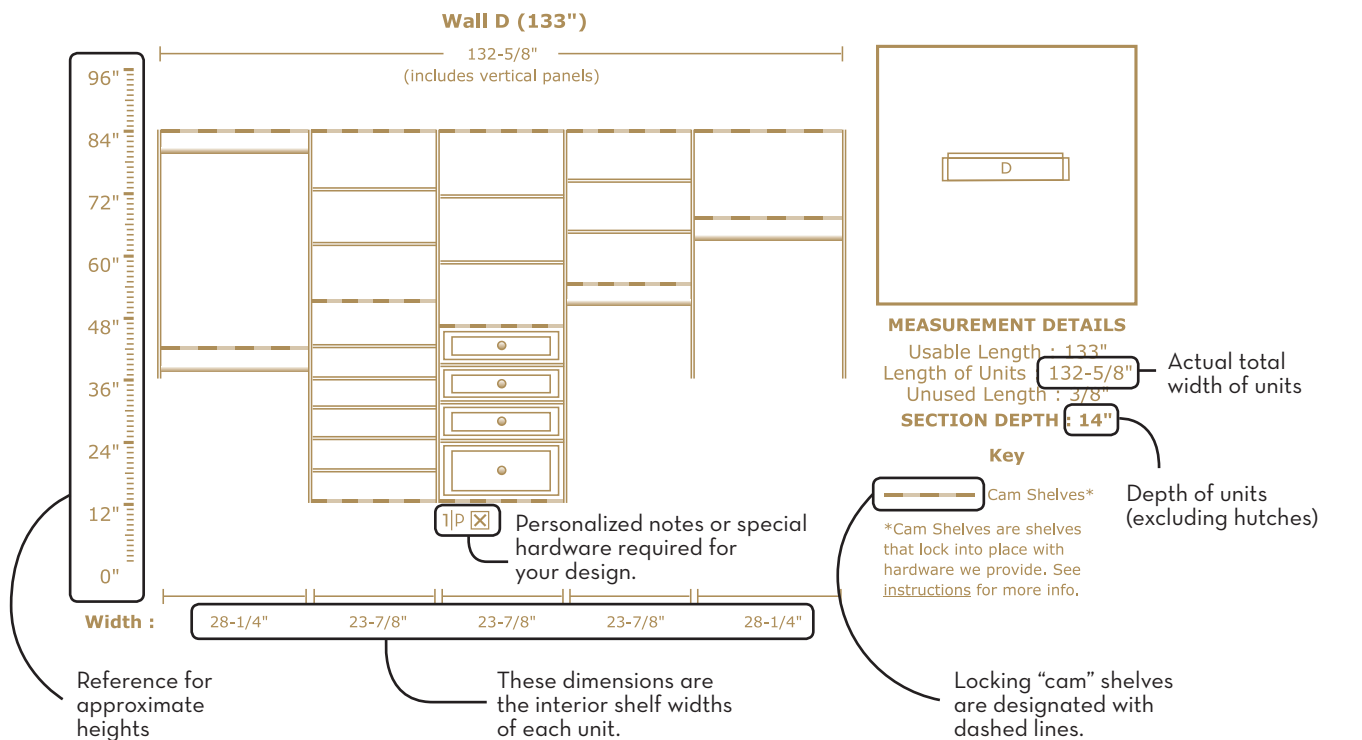 Wall D (133")
132-5/8"
(includes vertical panels)
96"
84"
72"
60"
48"
36"
24"
12"
0"
D
MEASUREMENT DETAILS
Usable Length : 133"
Length of Units : 132-5/8"
Unused Length : 3/8"
SECTION DEPTH : 14"
Actual total
width of units
Key
Cam Shelves*
*Cam Shelves are shelves
that lock into place with
hardware we provide. See
instructions for more info.
Depth of units
(excluding hutches)
1|P
Personalized notes or special
hardware required for
your design.
Width : 28-1/4" 23-7/8" 23-7/8" 23-7/8" 28-1/4"
Reference for
approximate
heights
These dimensions are
the interior shelf widths
of each unit.
Locking “cam” shelves
are designated with
dashed lines.